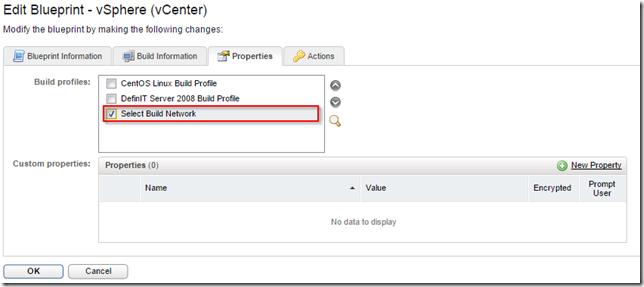 Edit Blueprint - vSphere (vCenter)
Modify the blueprint by making the following changes:
Blueprint Information Build Information Properties Actions
Build profiles:
CentOS Linux Build Profile
DefinIT Server 2008 Build Profile
Select Build Network
Custom properties:
Properties (0) New Property
Name Value Encrypted Prompt User
No data to display
OK Cancel